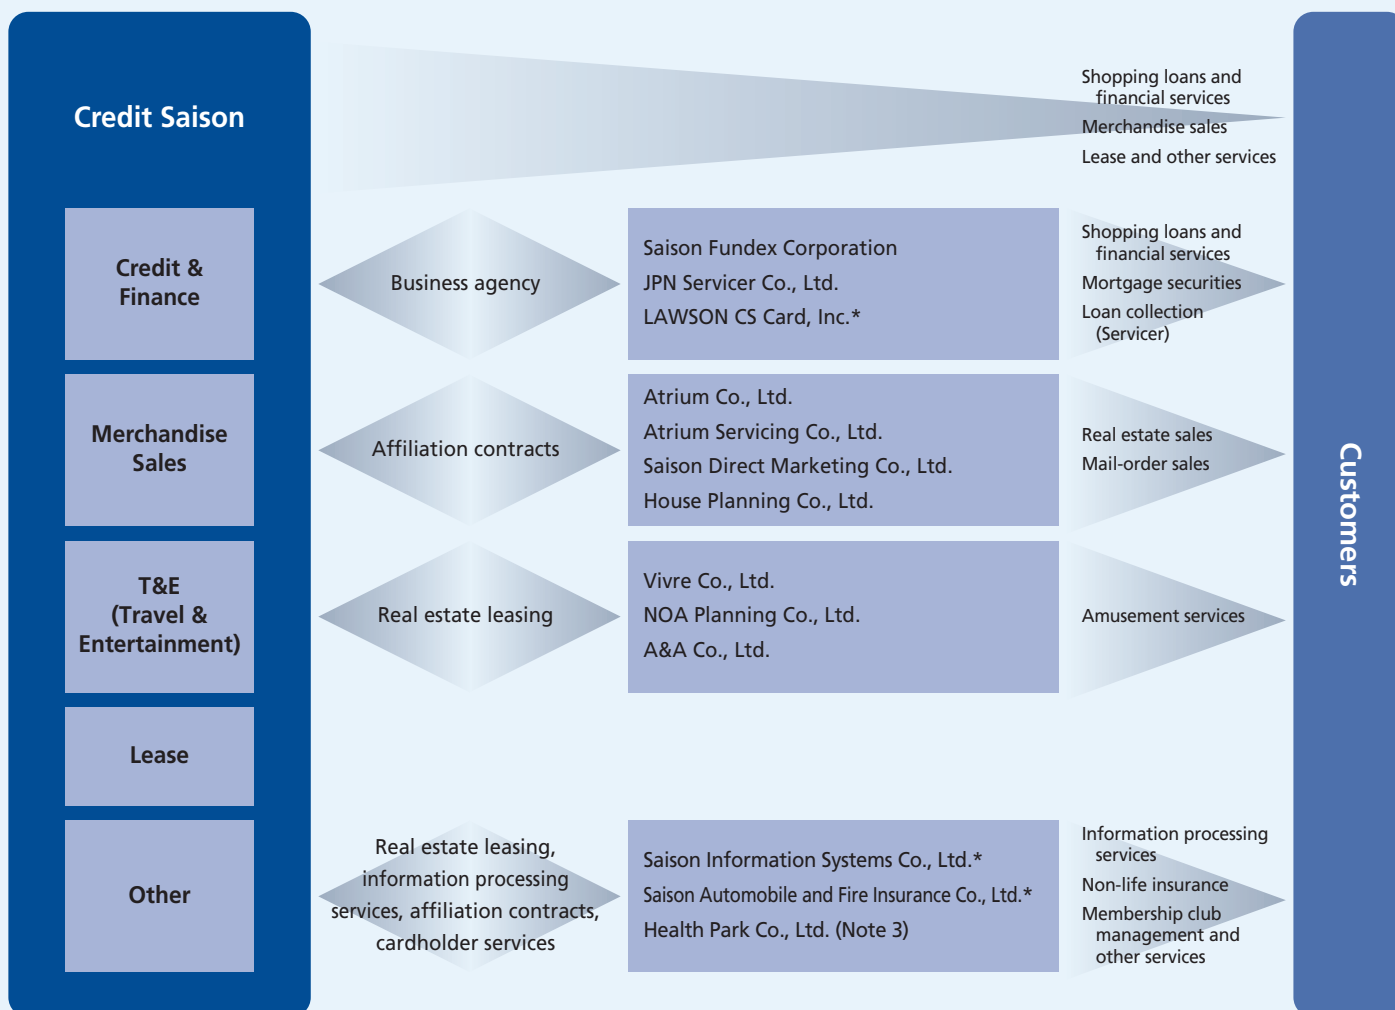 Credit Saison
Shopping loans and
financial services
Merchandise sales
Lease and other services
Credit &
Finance
Business agency
Saison Fundex Corporation
JPN Servicer Co., Ltd.
LAWSON CS Card, Inc.*
Shopping loans and
financial services
Mortgage securities
Loan collection
(Servicer)
Merchandise
Sales
Affiliation contracts
Atrium Co., Ltd.
Atrium Servicing Co., Ltd.
Saison Direct Marketing Co., Ltd.
House Planning Co., Ltd.
Real estate sales
Mail-order sales
T&E
(Travel &
Entertainment)
Real estate leasing
Vivre Co., Ltd.
NOA Planning Co., Ltd.
A&A Co., Ltd.
Amusement services
Lease
Other
Real estate leasing,
information processing
services, affiliation contracts,
cardholder services
Saison Information Systems Co., Ltd.*
Saison Automobile and Fire Insurance Co., Ltd.*
Health Park Co., Ltd. (Note 3)
Information processing
services
Non-life insurance
Membership club
management and
other services
Customers